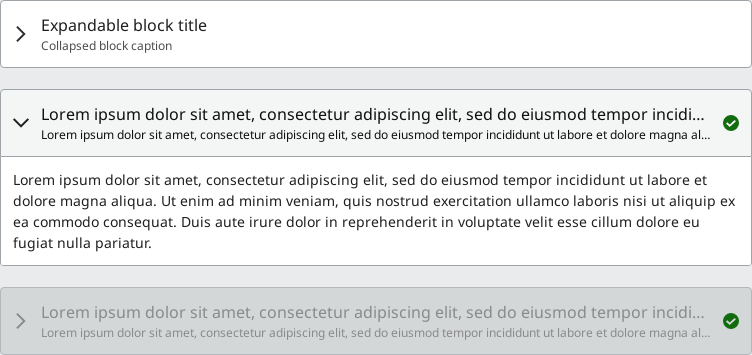 Expandable block title
Collapsed block caption
Lorem ipsum dolor sit amet, consectetur adipiscing elit, sed do eiusmod tempor incidi...
Lorem ipsum dolor sit amet, consectetur adipiscing elit, sed do eiusmod tempor incididunt ut labore et dolore magna al...
Lorem ipsum dolor sit amet, consectetur adipiscing elit, sed do eiusmod tempor incididunt ut labore et
dolore magna aliqua. Ut enim ad minim veniam, quis nostrud exercitation ullamco laboris nisi ut aliquip ex
ea commodo consequat. Duis aute irure dolor in reprehenderit in voluptate velit esse cillum dolore eu
fugiat nulla pariatur.
Lorem ipsum dolor sit amet, consectetur adipiscing elit, sed do eiusmod tempor incidi...
Lorem ipsum dolor sit amet, consectetur adipiscing elit, sed do eiusmod tempor incididunt ut labore et dolore magna al...